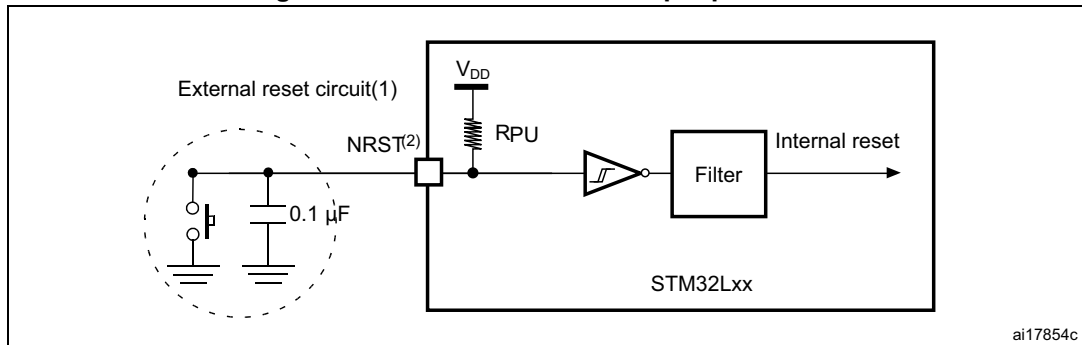 External reset circuit(1)
VDD
NRST(2)
RPU
Internal reset
Filter
0.1 µF
STM32Lxx
ai17854c